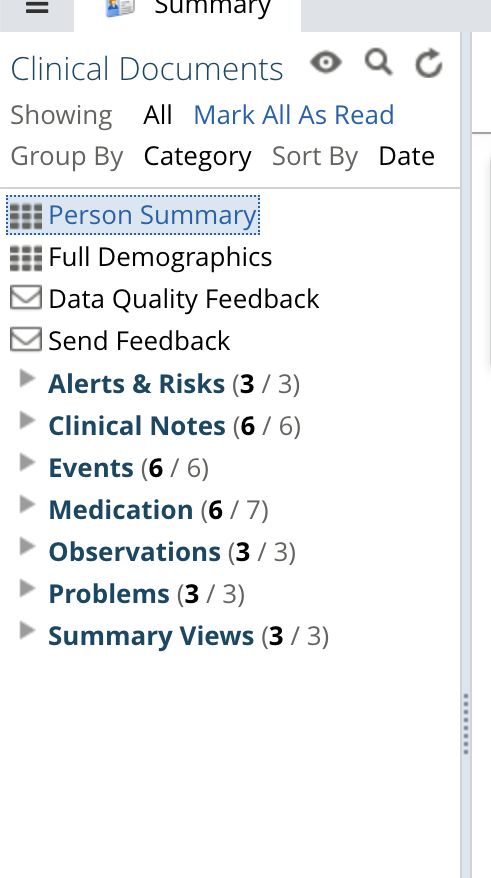 Summary
Clinical Documents
Showing All Mark All As Read
Group By Category Sort By Date
Person Summary
Full Demographics
Data Quality Feedback
Send Feedback
Alerts & Risks (3 / 3)
Clinical Notes (6 / 6)
Events (6 / 6)
Medication (6 / 7)
Observations (3 / 3)
Problems (3 / 3)
Summary Views (3 / 3)